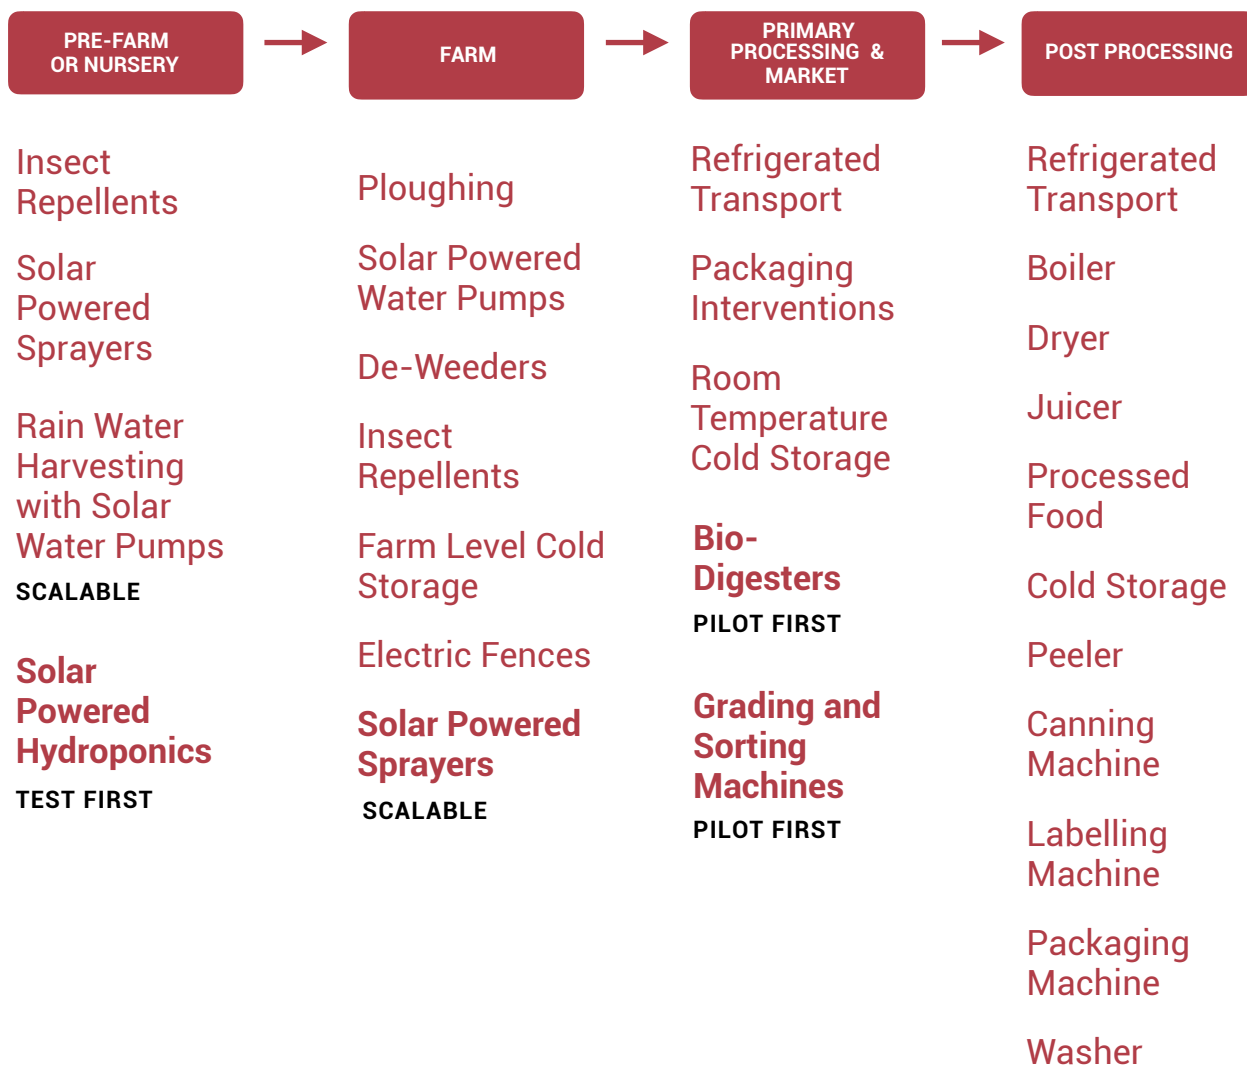 PRE-FARM
OR NURSERY
FARM
PRIMARY
PROCESSING &
MARKET
POST PROCESSING
Insect
Repellents
Solar
Powered
Sprayers
Rain Water
Harvesting
with Solar
Water Pumps
SCALABLE
Solar
Powered
Hydroponics
TEST FIRST
Ploughing
Solar Powered
Water Pumps
De-Weeders
Insect
Repellents
Farm Level Cold
Storage
Electric Fences
Solar Powered
Sprayers
SCALABLE
Refrigerated
Transport
Packaging
Interventions
Room
Temperature
Cold Storage
Bio-
Digesters
PILOT FIRST
Grading and
Sorting
Machines
PILOT FIRST
Refrigerated
Transport
Boiler
Dryer
Juicer
Processed
Food
Cold Storage
Peeler
Canning
Machine
Labelling
Machine
Packaging
Machine
Washer